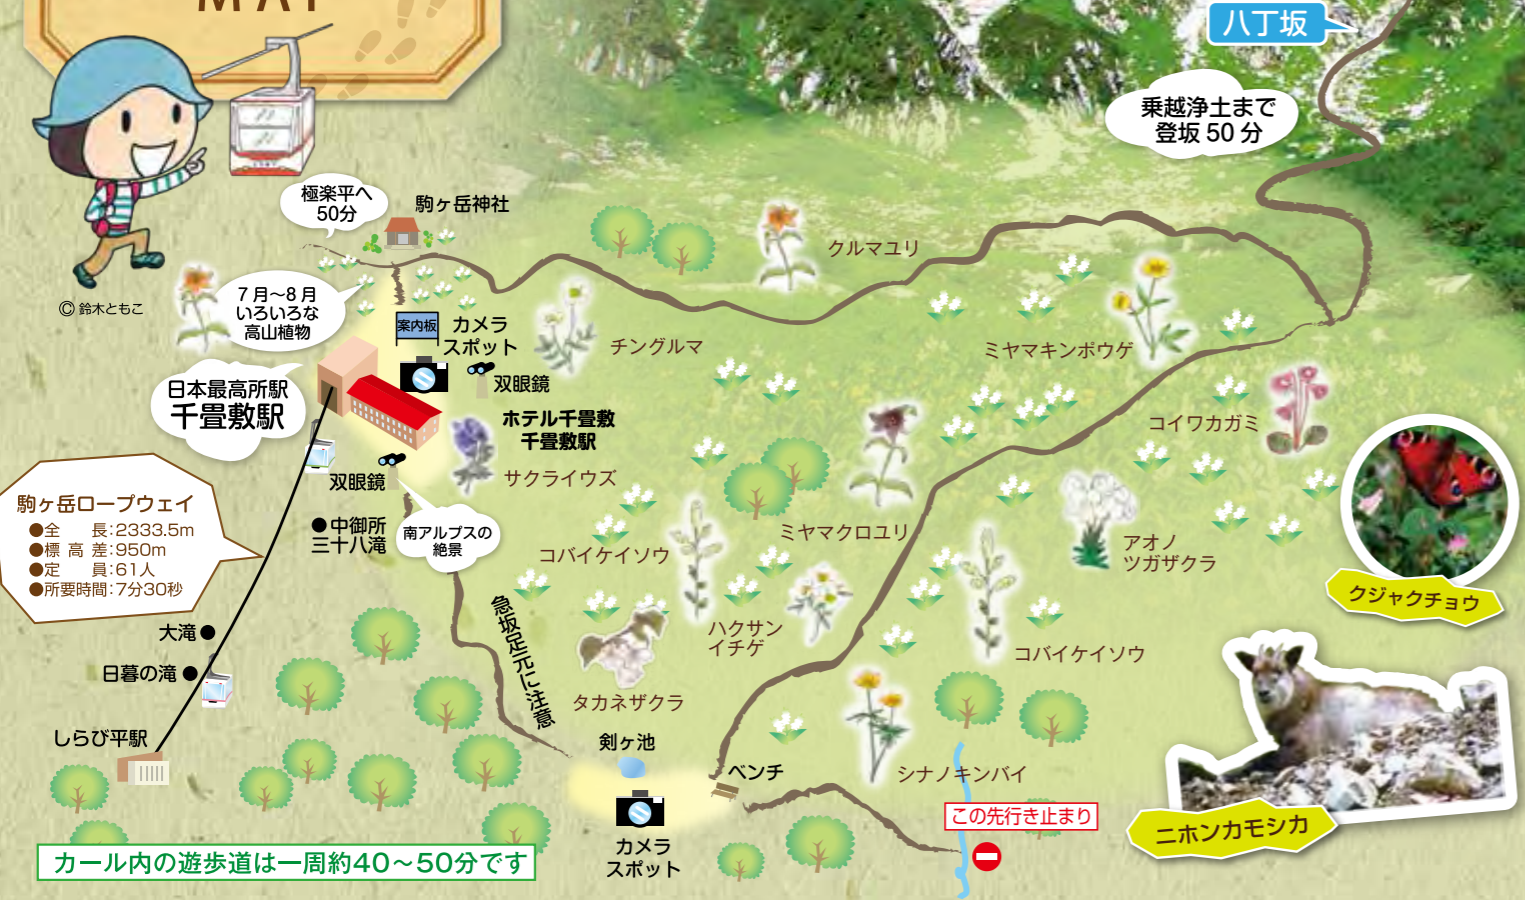 MAP
八丁坂
乗越浄土まで
登坂 50 分
極楽平へ
50分
駒ヶ岳神社
クルマユリ
© 鈴木ともこ
7 月～8 月
いろいろな
高山植物
案内板
カメラ
スポット
チングルマ
ミヤマキンポウゲ
双眼鏡
日本最高所駅
千畳敷駅
ホテル千畳敷
千畳敷駅
コイワカガミ
サクライウズ
双眼鏡
駒ヶ岳ロープウェイ
●全　長：2333.5m
●標 高 差：950m
●定　員：61人
●所要時間：7分30秒
●中御所
三十八滝
南アルプスの
絶景
ミヤマクロユリ
コバイケイソウ
アオノ
ツガザクラ
クジャクチョウ
大滝●
急坂足元に注意
ハクサン
イチゲ
コバイケイソウ
日暮の滝●
タカネザクラ
しらび平駅
剣ヶ池
ベンチ
シナノキンバイ
この先行き止まり
ニホンカモシカ
カメラ
スポット
カール内の遊歩道は一周約40～50分です